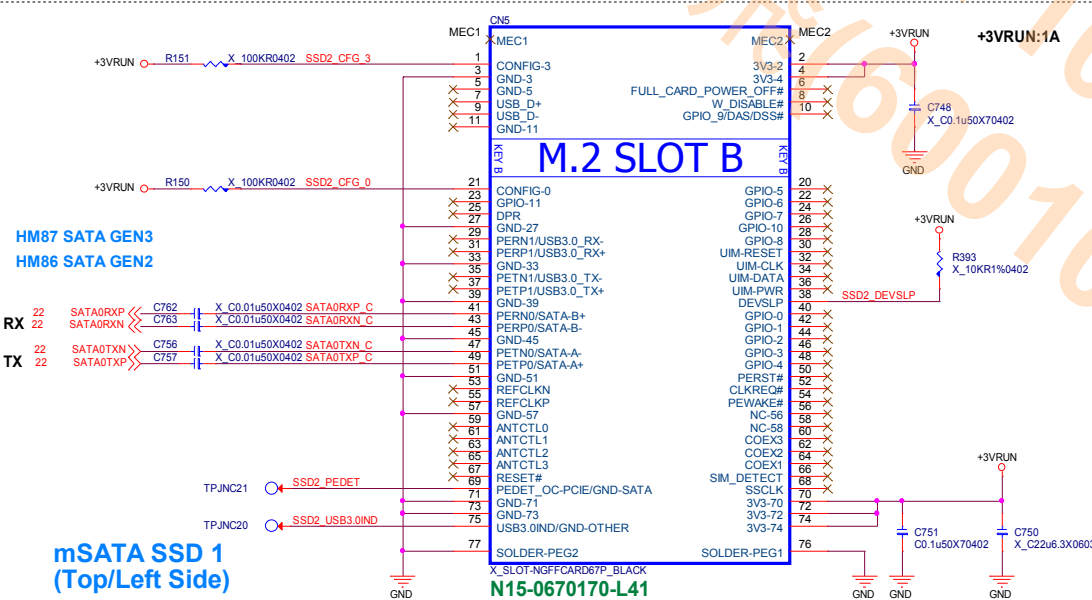 CN5
MEC1
MEC1
MEC2
MEC2
+3VRUN
+3VRUN:1A
+3VRUN R151 X_100KR0402 SSD2_CFG_3
1 CONFIG-3
3 GND-3
5 GND-5
7 USB_D+
9 USB_D-
11 GND-11
3V3-2 2
3V3-4 4
FULL_CARD_POWER_OFF# 6
W_DISABLE# 8
GPIO_9/DAS/DSS# 10
C748
X_C0.1u50X70402
GND
KEY B
M.2 SLOT B
KEY B
+3VRUN R150 X_100KR0402 SSD2_CFG_0
21 CONFIG-0
23 GPIO-11
25 DPR
27 GND-27
29 PERN1/USB3.0_RX-
31 PERP1/USB3.0_RX+
33 GND-33
35 PETN1/USB3.0_TX-
37 PETP1/USB3.0_TX+
39 GND-39
41 PERN0/SATA-B+
43 PERP0/SATA-B-
45 GND-45
47 PETN0/SATA-A-
49 PETP0/SATA-A+
51 GND-51
53 REFCLKN
55 REFCLKP
57 GND-57
59 ANTCTL0
61 ANTCTL1
63 ANTCTL2
65 ANTCTL3
67 RESET#
69 PEDET_OC-PCIE/GND-SATA
71 GND-71
73 GND-73
75 USB3.0IND/GND-OTHER
77 SOLDER-PEG2
GPIO-5 20
GPIO-6 22
GPIO-7 24
GPIO-10 26
GPIO-8 28
UIM-RESET 30
UIM-CLK 32
UIM-DATA 34
UIM-PWR 36
DEVSLP 38
GPIO-0 40
GPIO-1 42
GPIO-2 44
GPIO-3 46
GPIO-4 48
PERST# 50
CLKREQ# 52
PEWAKE# 54
NC-56 56
NC-58 58
COEX3 60
COEX2 62
COEX1 64
SIM_DETECT 66
SSCLK 68
3V3-70 70
3V3-72 72
3V3-74 74
SOLDER-PEG1 76
+3VRUN
R393
X_10KR1%0402
SSD2_DEVSLP
HM87 SATA GEN3
HM86 SATA GEN2
RX
22 SATA0RXP C762 X_C0.01u50X0402 SATA0RXP_C
22 SATA0RXN C763 X_C0.01u50X0402 SATA0RXN_C
TX
22 SATA0TXN C756 X_C0.01u50X0402 SATA0TXN_C
22 SATA0TXP C757 X_C0.01u50X0402 SATA0TXP_C
TPJNC21 SSD2_PEDET
TPJNC20 SSD2_USB3.0IND
+3VRUN
C751
C0.1u50X70402
C750
X_C22u6.3X0603
GND
GND
GND
GND
mSATA SSD 1
(Top/Left Side)
X_SLOT-NGFFCARD67P_BLACK
N15-0670170-L41